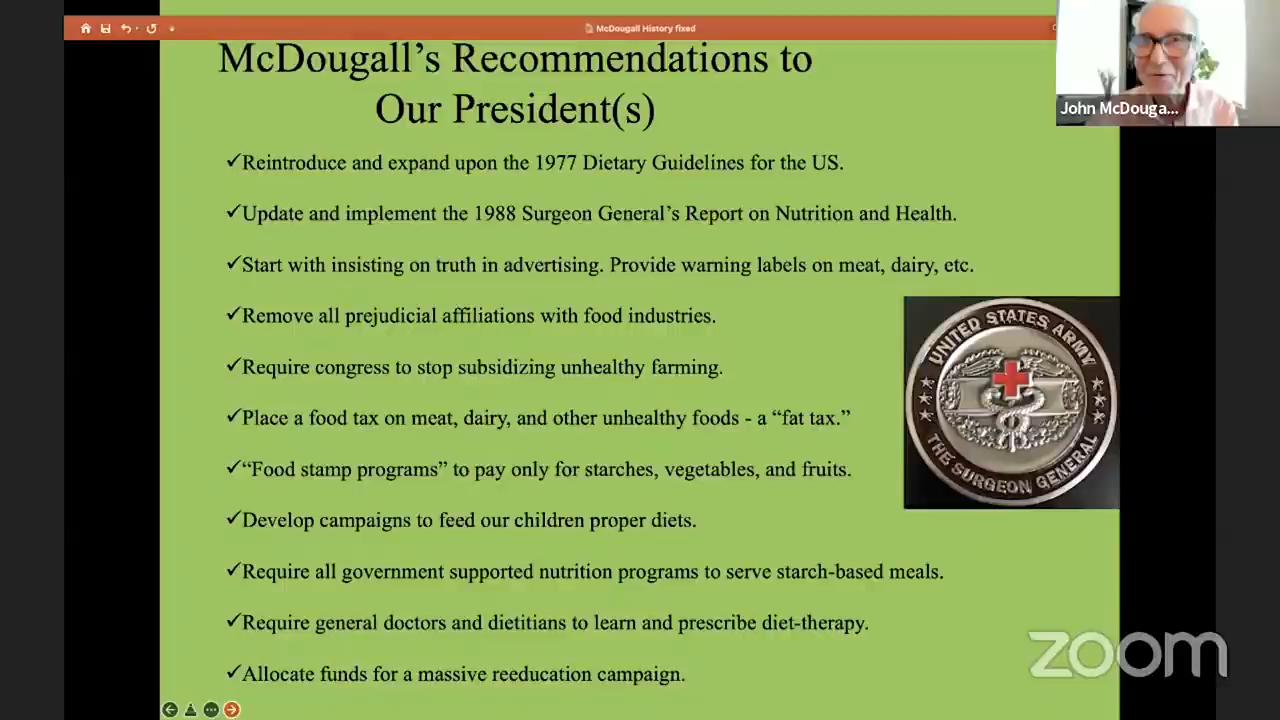 McDougall History fixed
McDougall’s Recommendations to
Our President(s)
John McDouga...
✓Reintroduce and expand upon the 1977 Dietary Guidelines for the US.
✓Update and implement the 1988 Surgeon General’s Report on Nutrition and Health.
✓Start with insisting on truth in advertising. Provide warning labels on meat, dairy, etc.
✓Remove all prejudicial affiliations with food industries.
✓Require congress to stop subsidizing unhealthy farming.
✓Place a food tax on meat, dairy, and other unhealthy foods - a “fat tax.”
✓“Food stamp programs” to pay only for starches, vegetables, and fruits.
✓Develop campaigns to feed our children proper diets.
✓Require all government supported nutrition programs to serve starch-based meals.
✓Require general doctors and dietitians to learn and prescribe diet-therapy.
✓Allocate funds for a massive reeducation campaign.
UNITED STATES ARMY
THE SURGEON GENERAL
zoom